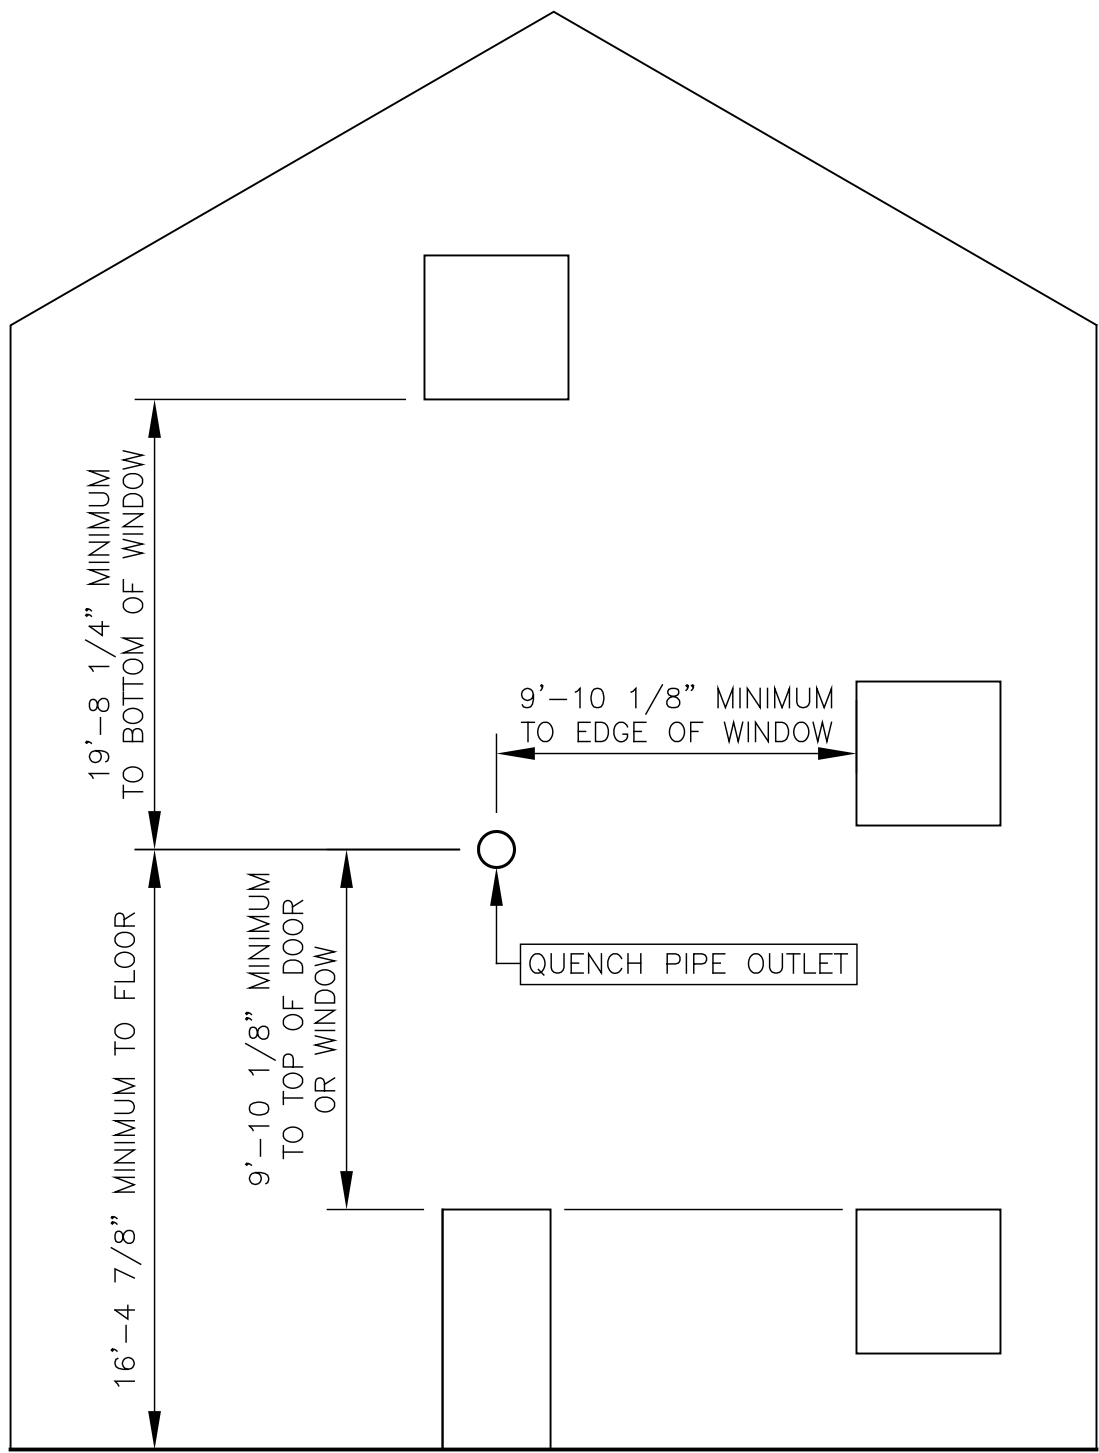 19'-8 1/4" MINIMUM
TO BOTTOM OF WINDOW
9'-10 1/8" MINIMUM
TO EDGE OF WINDOW
16'-4 7/8" MINIMUM TO FLOOR
9'-10 1/8" MINIMUM
TO TOP OF DOOR
OR WINDOW
QUENCH PIPE OUTLET